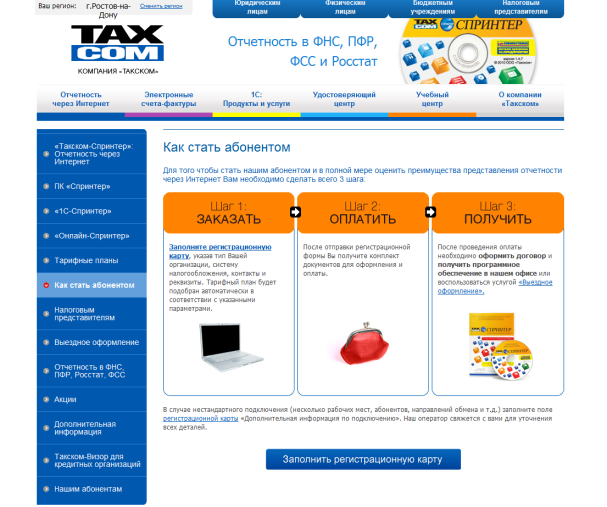 Ваш регион:
г.Ростов-на-Дону
Сменить регион
Юридическим лицам
Физическим лицам
Бюджетным учреждениям
Налоговым представителям
TAXCOM
КОМПАНИЯ «ТАКСКОМ»
Отчетность в ФНС, ПФР,
ФСС и Росстат
СПРИНТЕР
Отчетность
через Интернет
Электронные
счета-фактуры
1С:
Продукты и услуги
Удостоверяющий
центр
Учебный
центр
О компании
«Такском»
«Такском-Спринтер»:
Отчетность через
Интернет
ПК «Спринтер»
«1С-Спринтер»
«Онлайн-Спринтер»
Тарифные планы
Как стать абонентом
Налоговым
представителям
Выездное оформление
Отчетность в ФНС,
ПФР, Росстат, ФСС
Акции
Дополнительная
информация
Такском-Визор для
кредитных организаций
Нашим абонентам
Как стать абонентом
Для того чтобы стать нашим абонентом и в полной мере оценить преимущества представления отчетности
через Интернет Вам необходимо сделать всего 3 шага:
Шаг 1:
ЗАКАЗАТЬ
Заполните регистрационную
карту, указав тип Вашей
организации, систему
налогообложения, контакты и
реквизиты. Тарифный план будет
подобран автоматически в
соответствии с указанными
параметрами.
Шаг 2:
ОПЛАТИТЬ
После отправки регистрационной
формы Вы получите комплект
документов для оформления и
оплаты.
Шаг 3:
ПОЛУЧИТЬ
После проведения оплаты
необходимо оформить договор и
получить программное
обеспечение в нашем офисе или
воспользоваться услугой «Выездное
оформление».
СПРИНТЕР
В случае нестандартного подключения (несколько рабочих мест, абонентов, направлений обмена и т.д.) заполните поле
регистрационной карты «Дополнительная информация по подключению». Наш оператор свяжется с вами для уточнения
всех деталей.
Заполнить регистрационную карту